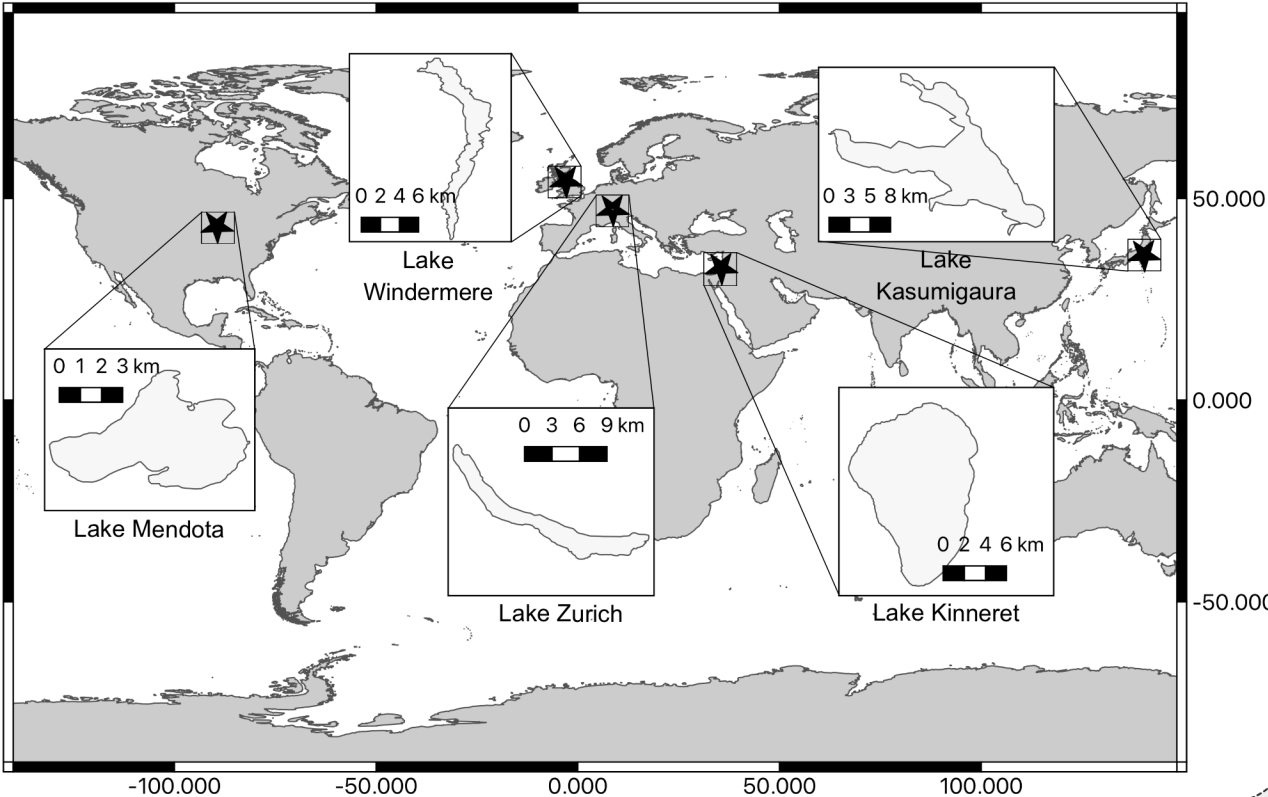 0 2 4 6 km
Lake
Windermere
0 3 5 8 km
Lake
Kasumigaura
50.000
0 1 2 3 km
Lake Mendota
0 3 6 9 km
Lake Zurich
0 2 4 6 km
Lake Kinneret
0.000
-50.000
-100.000 -50.000 0.000 50.000 100.000